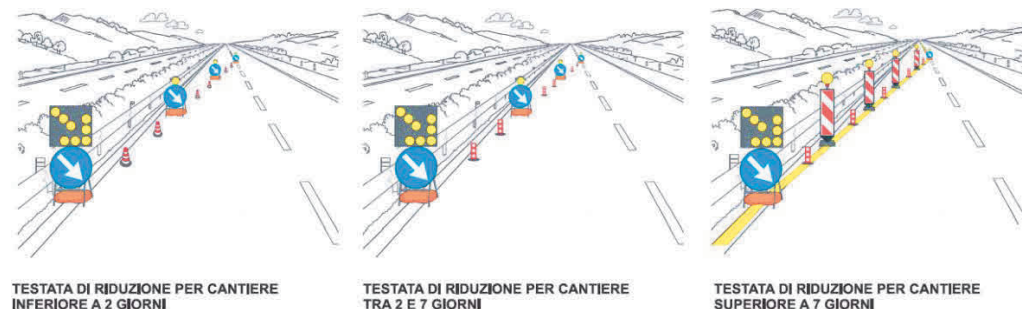 TESTATA DI RIDUZIONE PER CANTIERE
INFERIORE A 2 GIORNI
TESTATA DI RIDUZIONE PER CANTIERE
TRA 2 E 7 GIORNI
TESTATA DI RIDUZIONE PER CANTIERE
SUPERIORE A 7 GIORNI